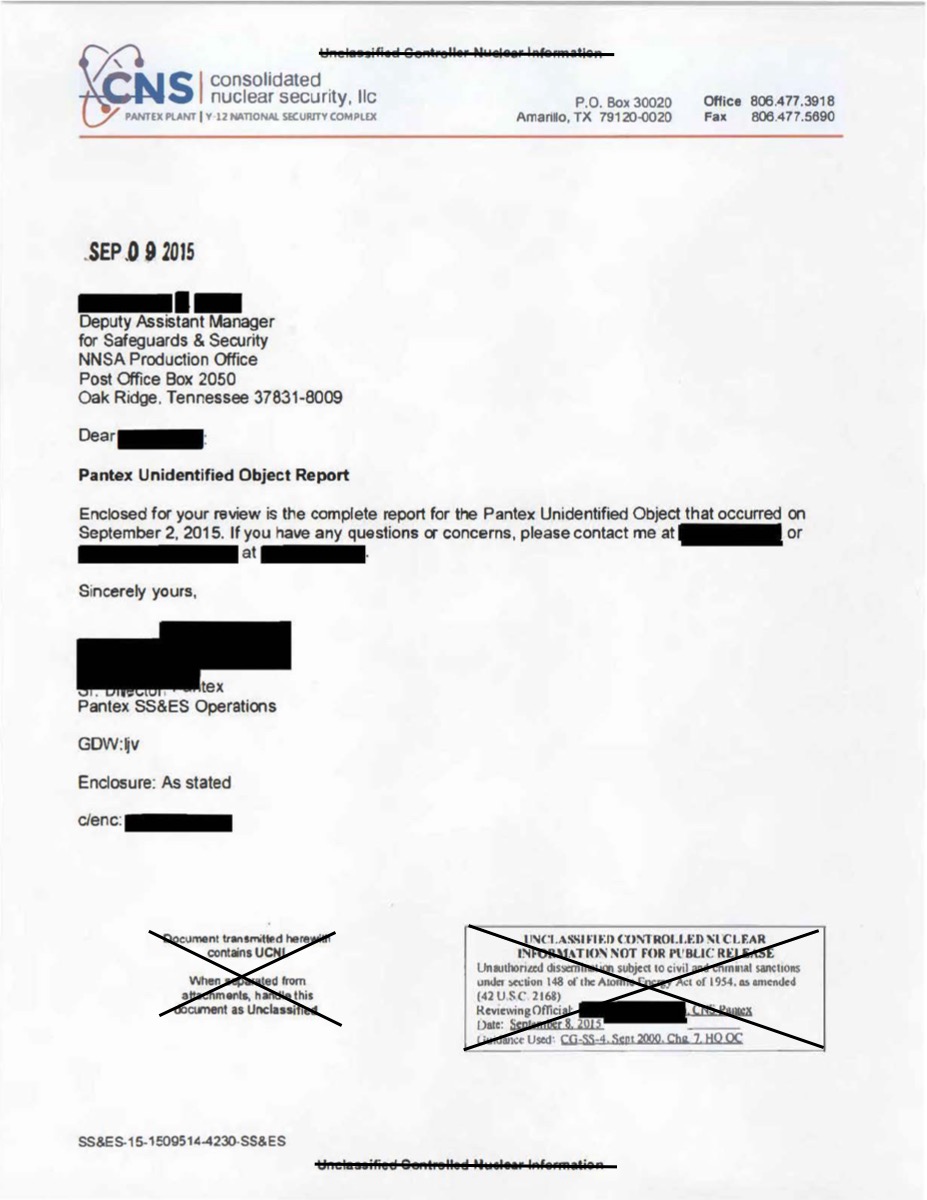 Unclassified Controller Nuclear Information
CNS
consolidated
nuclear security, llc
PANTEX PLANT | Y-12 NATIONAL SECURITY COMPLEX
P.O. Box 30020
Amarillo, TX 79120-0020
Office 806.477.3918
Fax 806.477.5690
SEP 09 2015
Deputy Assistant Manager
for Safeguards & Security
NNSA Production Office
Post Office Box 2050
Oak Ridge, Tennessee 37831-8009
Dear :
Pantex Unidentified Object Report
Enclosed for your review is the complete report for the Pantex Unidentified Object that occurred on
September 2, 2015. If you have any questions or concerns, please contact me at or
at .
Sincerely yours,
Sr. Director, Pantex
Pantex SS&ES Operations
GDW:ljv
Enclosure: As stated
c/enc:
Document transmitted herewith
contains UCNI
When separated from
attachments, handle this
document as Unclassified
UNCLASSIFIED CONTROLLED NUCLEAR
INFORMATION NOT FOR PUBLIC RELEASE
Unauthorized dissemination subject to civil and criminal sanctions
under section 148 of the Atomic Energy Act of 1954, as amended
(42 U.S.C. 2168)
Reviewing Official: , CNS Pantex
Date: September 8, 2015
Guidance Used: CG-SS-4, Sept 2000, Chg 7, HQ OC
SS&ES-15-1509514-4230-SS&ES
Unclassified Controlled Nuclear Information